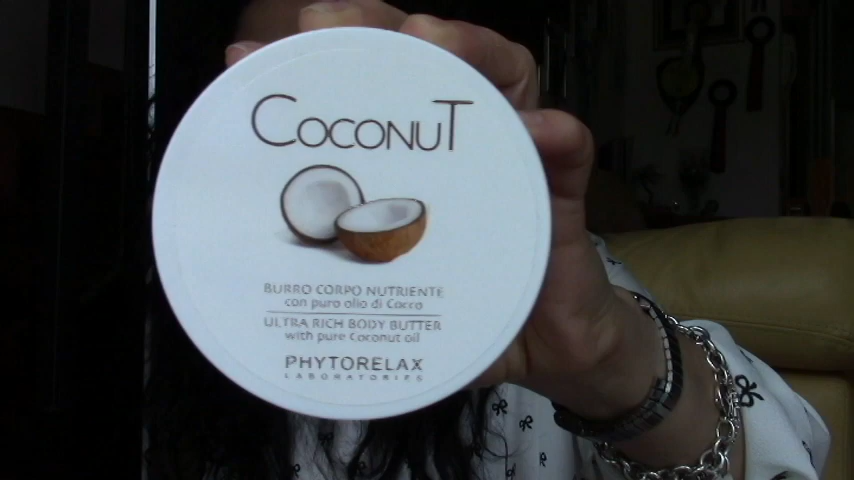 COCONUT
BURRO CORPO NUTRIENTE
con puro olio di Cocco
ULTRA RICH BODY BUTTER
with pure Coconut oil
PHYTORELAX
LABORATORIES